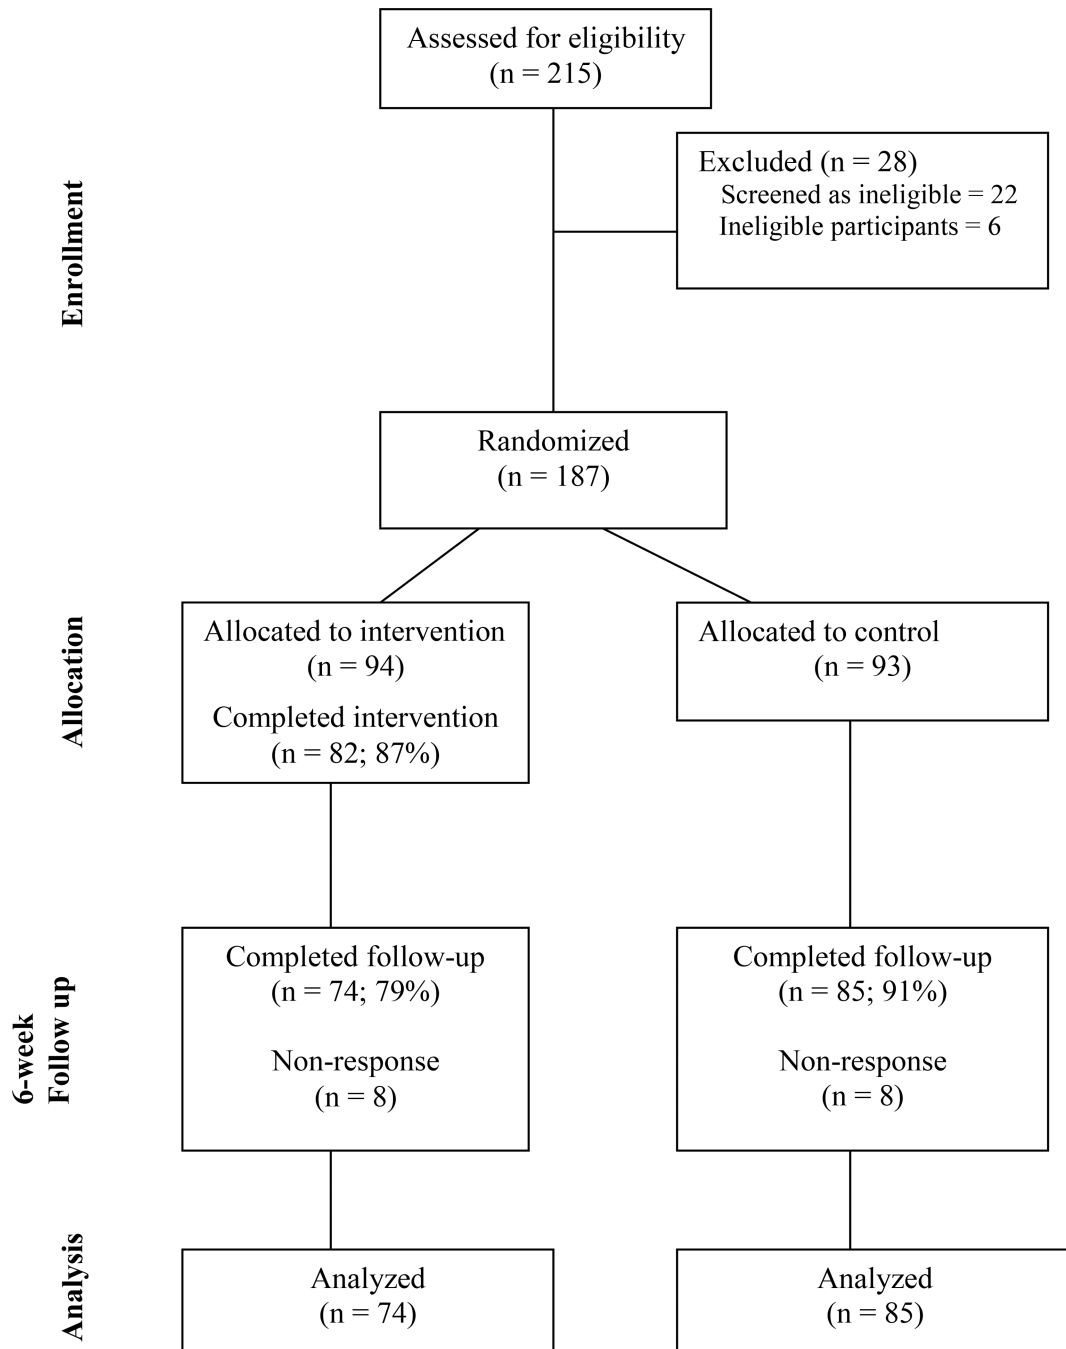 Assessed for eligibility
(n = 215)
Enrollment
Excluded (n = 28)
Screened as ineligible = 22
Ineligible participants = 6
Randomized
(n = 187)
Allocation
Allocated to intervention
(n = 94)
Completed intervention
(n = 82; 87%)
Allocated to control
(n = 93)
6-week
Follow up
Completed follow-up
(n = 74; 79%)
Non-response
(n = 8)
Completed follow-up
(n = 85; 91%)
Non-response
(n = 8)
Analysis
Analyzed
(n = 74)
Analyzed
(n = 85)